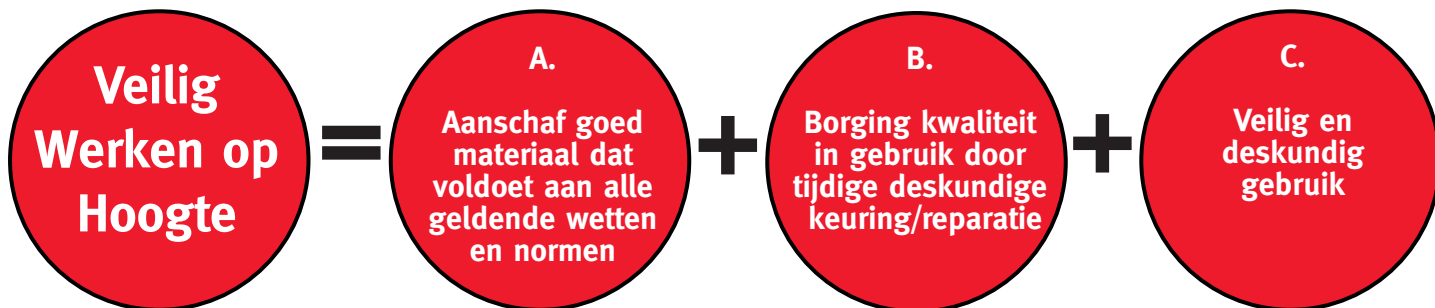 Veilig
Werken op
Hoogte
=
A.
Aanschaf goed
materiaal dat
voldoet aan alle
geldende wetten
en normen
+
B.
Borging kwaliteit
in gebruik door
tijdige deskundige
keuring/reparatie
+
C.
Veilig en
deskundig
gebruik